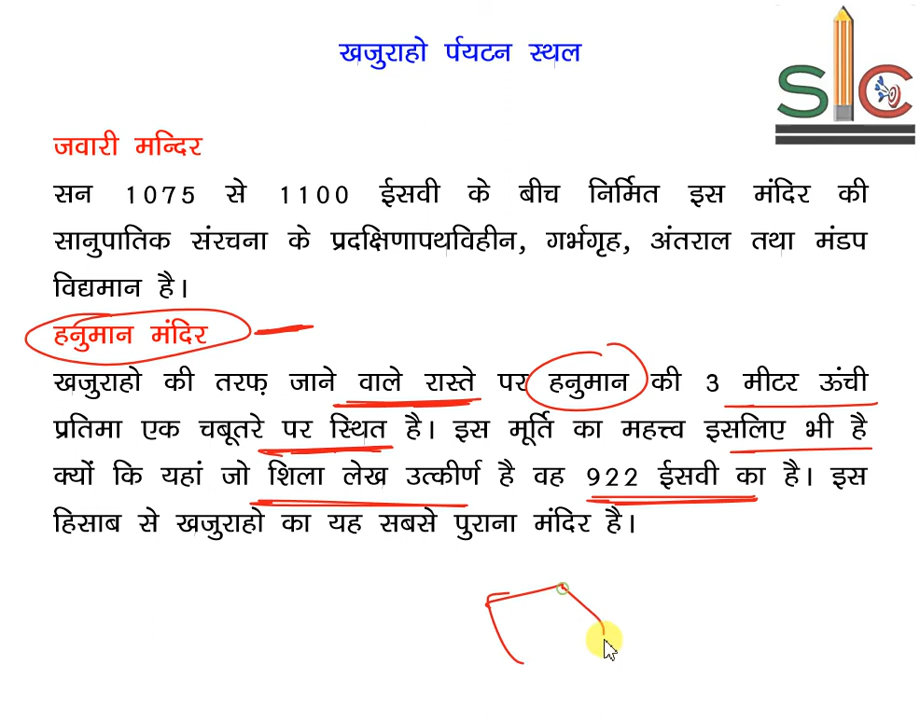 खजुराहो र्पयटन स्थल
SIC
जवारी मन्दिर
सन 1075 से 1100 ईसवी के बीच निर्मित इस मंदिर की
सानुपातिक संरचना के प्रदक्षिणापथविहीन, गर्भगृह, अंतराल तथा मंडप
विद्यमान है।
हनुमान मंदिर
खजुराहो की तरफ़ जाने वाले रास्ते पर हनुमान की 3 मीटर ऊंची
प्रतिमा एक चबूतरे पर स्थित है। इस मूर्ति का महत्त्व इसलिए भी है
क्यों कि यहां जो शिला लेख उत्कीर्ण है वह 922 ईसवी का है। इस
हिसाब से खजुराहो का यह सबसे पुराना मंदिर है।